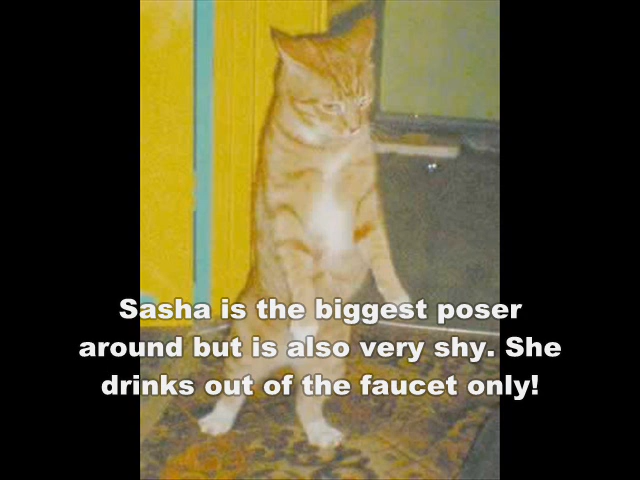 Sasha is the biggest poser
around but is also very shy. She
drinks out of the faucet only!